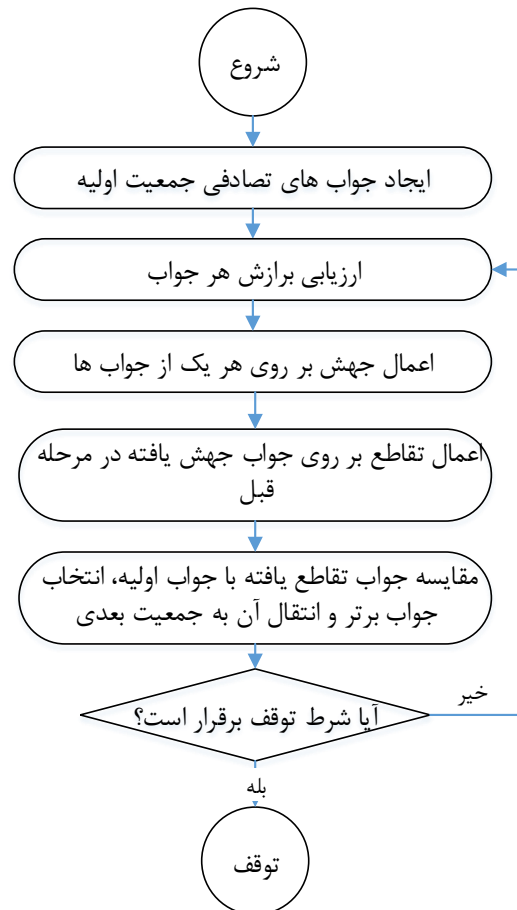 شروع
ایجاد جواب های تصادفی جمعیت اولیه
ارزیابی برازش هر جواب
اعمال جهش بر روی هر یک از جواب ها
اعمال تقاطع بر روی جواب جهش یافته در مرحله
قبل
مقایسه جواب تقاطع یافته با جواب اولیه، انتخاب
جواب برتر و انتقال آن به جمعیت بعدی
آیا شرط توقف برقرار است؟
خیر
بله
توقف